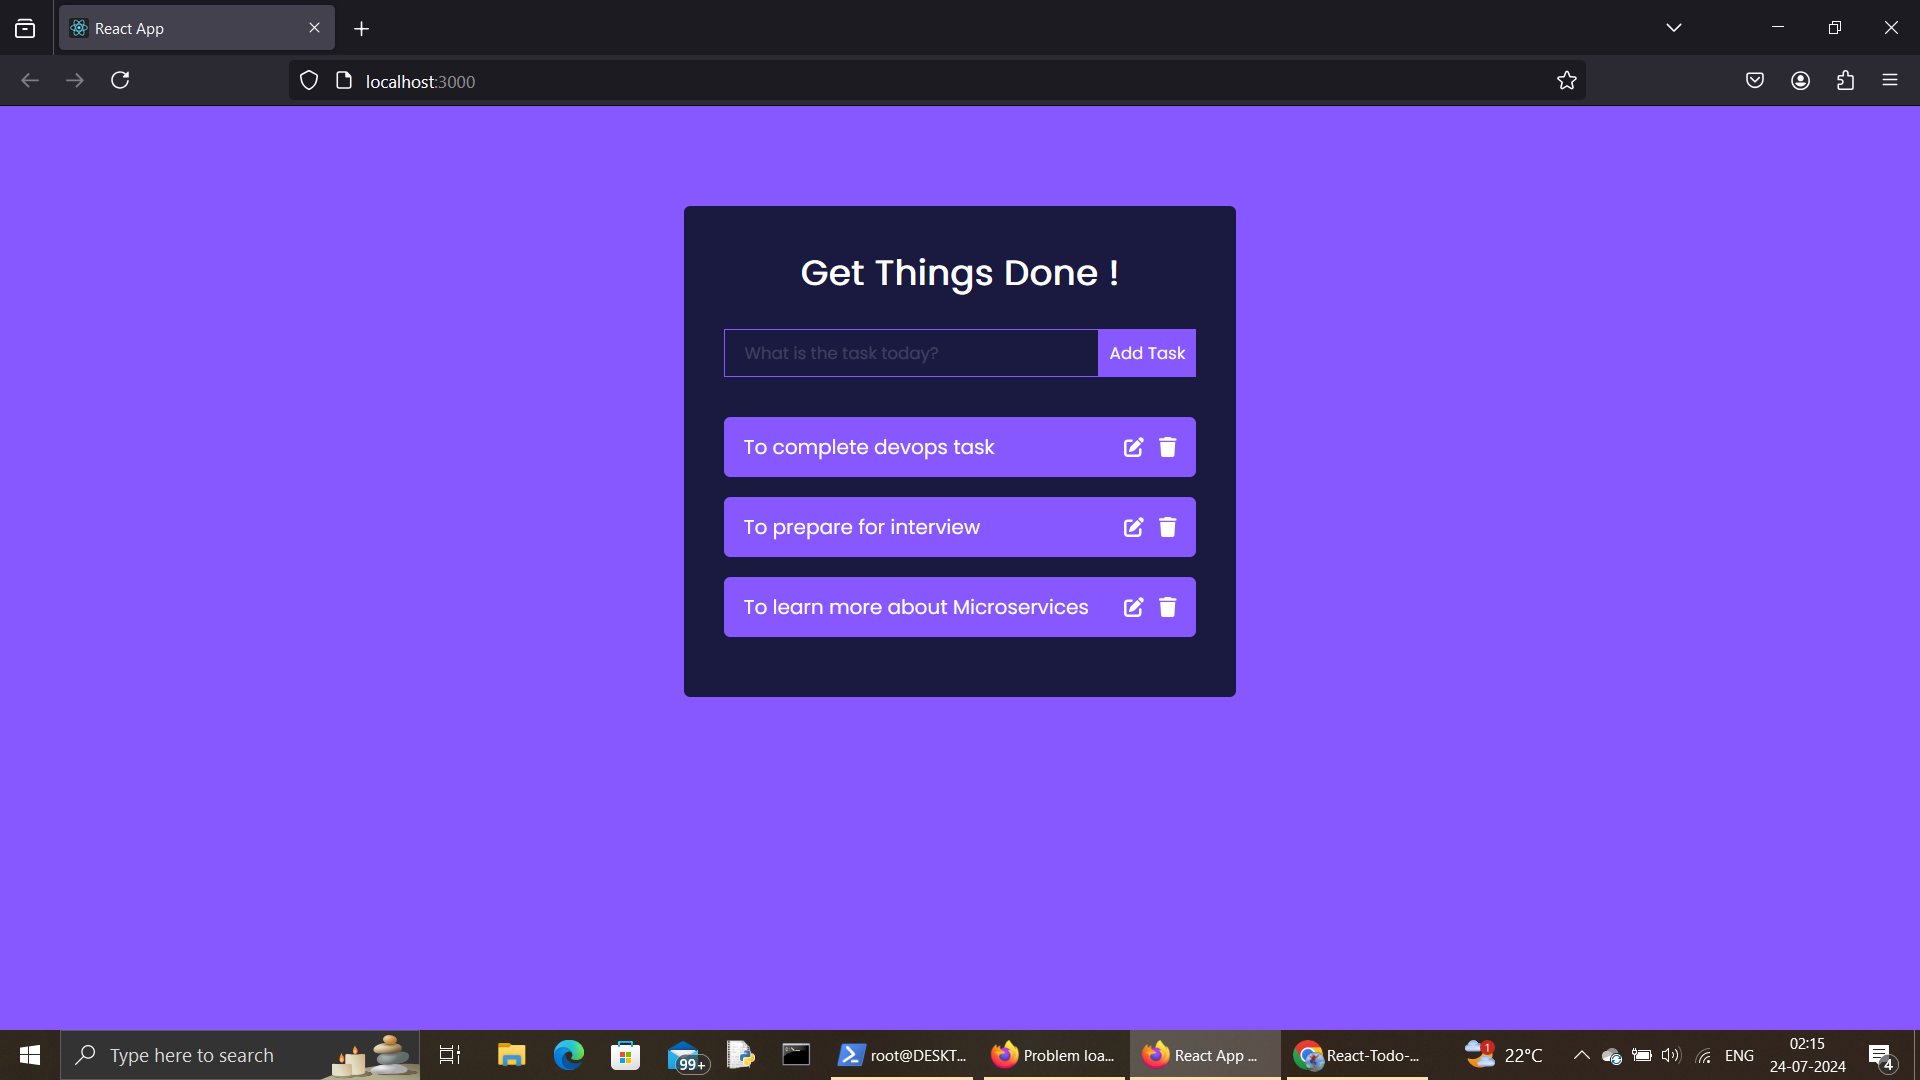 React App
localhost:3000
Get Things Done !
What is the task today?
Add Task
To complete devops task
To prepare for interview
To learn more about Microservices
Type here to search
99+
root@DESKT...
Problem loa...
React App ...
React-Todo-...
1
22°C
ENG
02:15
24-07-2024
4